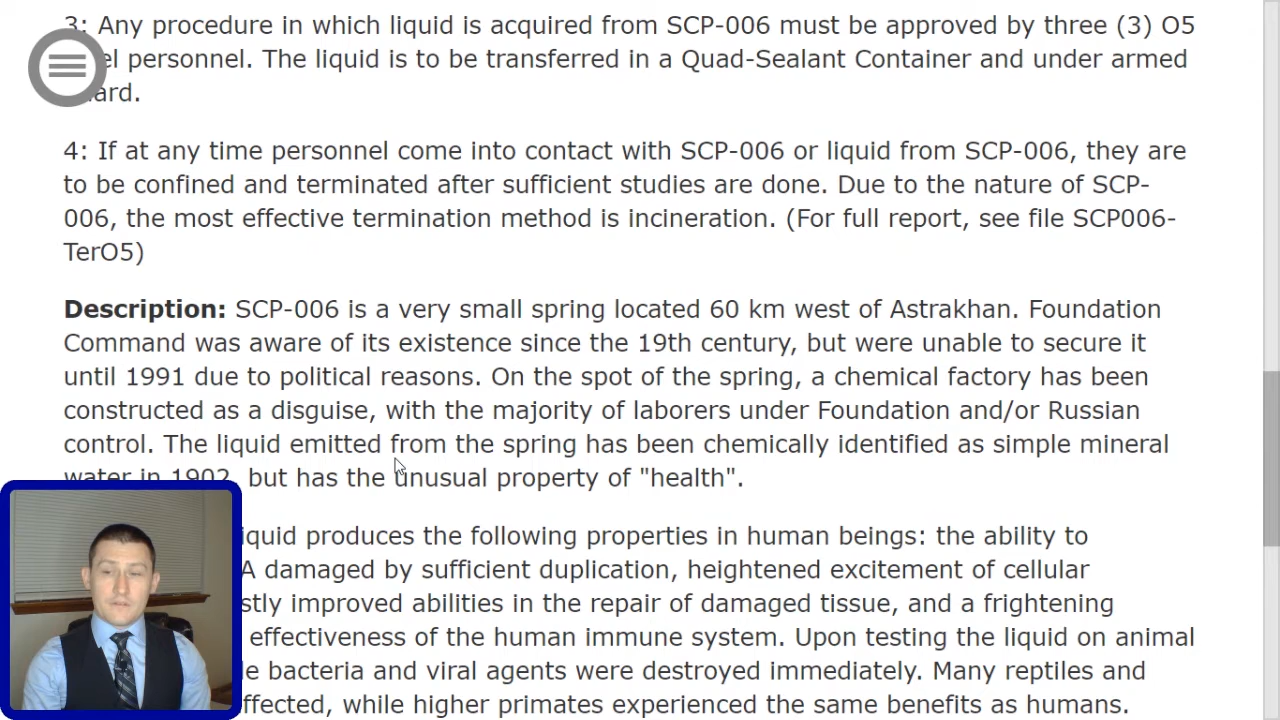 3: Any procedure in which liquid is acquired from SCP-006 must be approved by three (3) O5
el personnel. The liquid is to be transferred in a Quad-Sealant Container and under armed
ard.
4: If at any time personnel come into contact with SCP-006 or liquid from SCP-006, they are
to be confined and terminated after sufficient studies are done. Due to the nature of SCP-
006, the most effective termination method is incineration. (For full report, see file SCP006-
TerO5)
Description: SCP-006 is a very small spring located 60 km west of Astrakhan. Foundation
Command was aware of its existence since the 19th century, but were unable to secure it
until 1991 due to political reasons. On the spot of the spring, a chemical factory has been
constructed as a disguise, with the majority of laborers under Foundation and/or Russian
control. The liquid emitted from the spring has been chemically identified as simple mineral
water in 1902, but has the unusual property of "health".
iquid produces the following properties in human beings: the ability to
A damaged by sufficient duplication, heightened excitement of cellular
stly improved abilities in the repair of damaged tissue, and a frightening
effectiveness of the human immune system. Upon testing the liquid on animal
le bacteria and viral agents were destroyed immediately. Many reptiles and
ffected, while higher primates experienced the same benefits as humans.